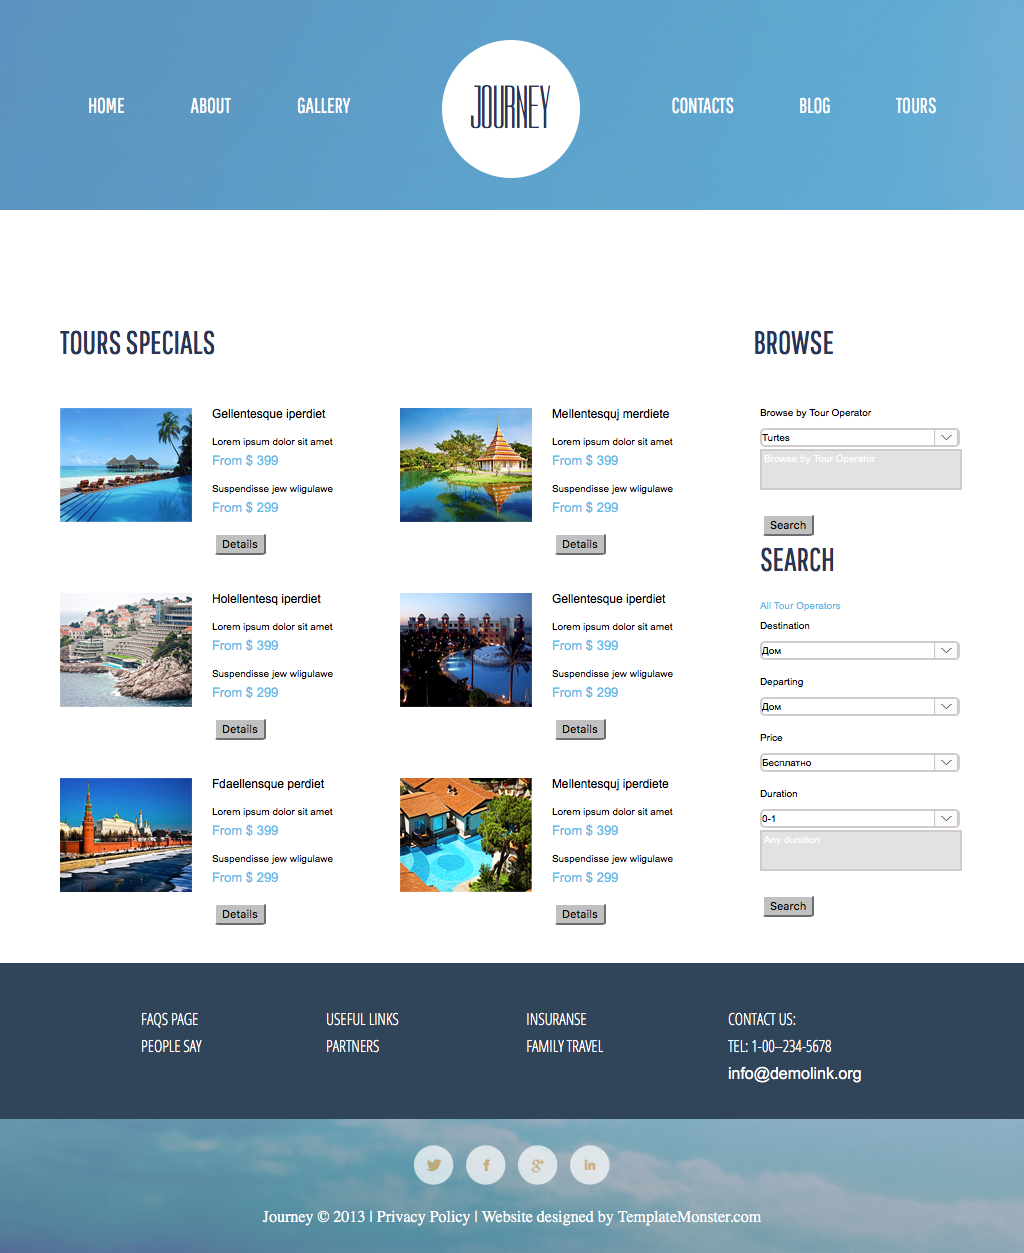 HOME
ABOUT
GALLERY
JOURNEY
CONTACTS
BLOG
TOURS
TOURS SPECIALS
Gellentesque iperdiet
Lorem ipsum dolor sit amet
From $ 399
Suspendisse jew wligulawe
From $ 299
Details
Mellentesquj merdiete
Lorem ipsum dolor sit amet
From $ 399
Suspendisse jew wligulawe
From $ 299
Details
Holellentesq iperdiet
Lorem ipsum dolor sit amet
From $ 399
Suspendisse jew wligulawe
From $ 299
Details
Gellentesque iperdiet
Lorem ipsum dolor sit amet
From $ 399
Suspendisse jew wligulawe
From $ 299
Details
Fdaellensque perdiet
Lorem ipsum dolor sit amet
From $ 399
Suspendisse jew wligulawe
From $ 299
Details
Mellentesquj iperdiete
Lorem ipsum dolor sit amet
From $ 399
Suspendisse jew wligulawe
From $ 299
Details
BROWSE
Browse by Tour Operator
Turtes
Browse by Tour Operator
Search
SEARCH
All Tour Operators
Destination
Дом
Departing
Дом
Price
Бесплатно
Duration
0-1
Any duration
Search
FAQS PAGE
PEOPLE SAY
USEFUL LINKS
PARTNERS
INSURANSE
FAMILY TRAVEL
CONTACT US:
TEL: 1-00--234-5678
info@demolink.org
Journey © 2013 | Privacy Policy | Website designed by TemplateMonster.com